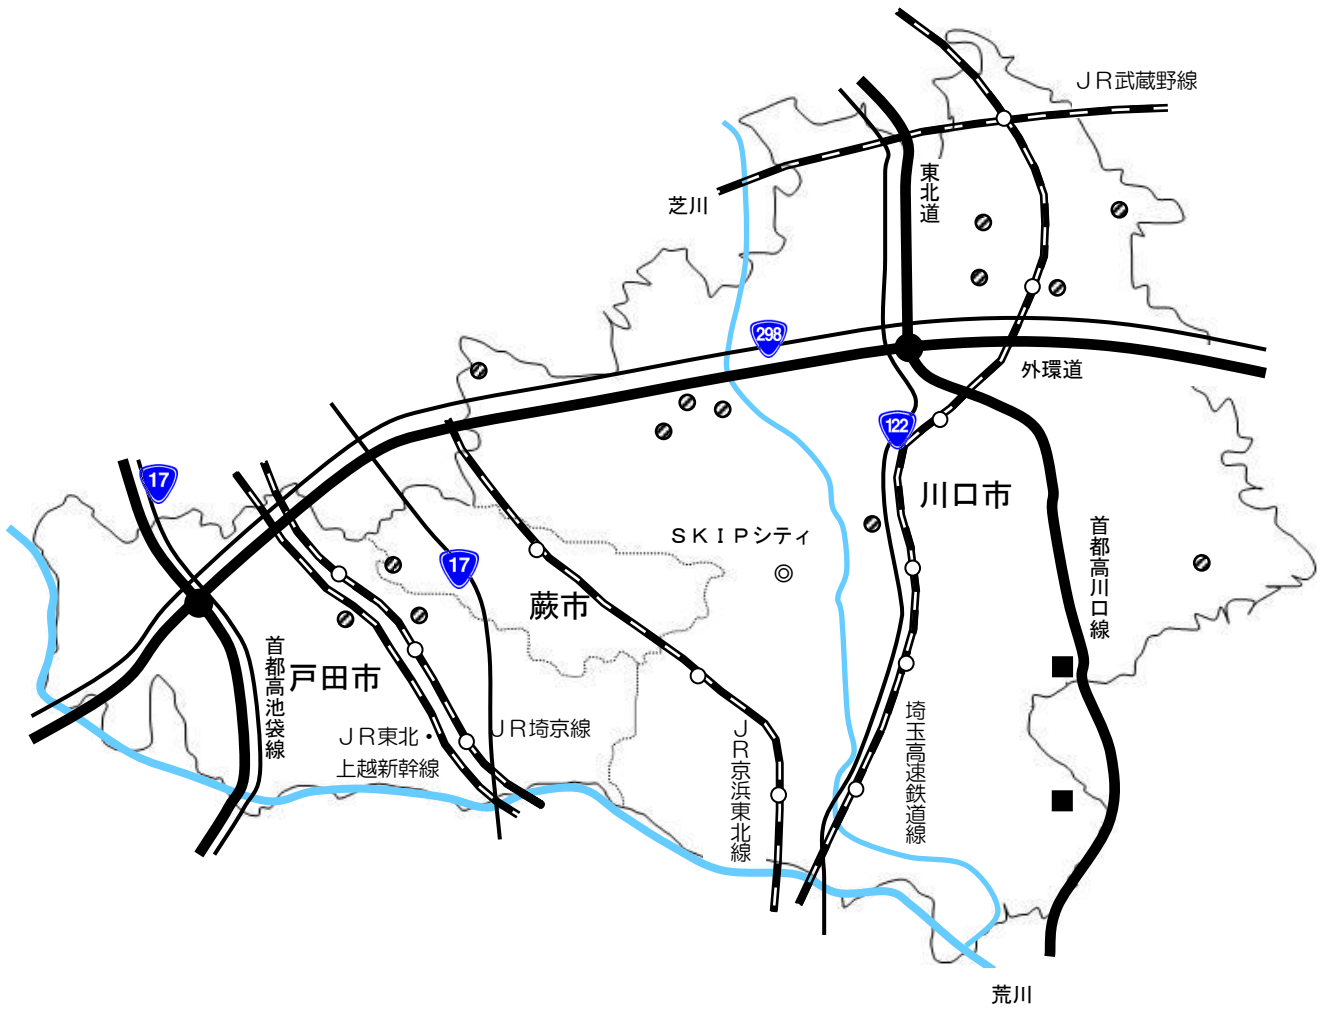 ＪＲ武蔵野線
東北道
芝川
298
外環道
122
17
川口市
ＳＫＩＰシティ
首都高川口線
17
蕨市
首都高池袋線
戸田市
ＪＲ東北・
上越新幹線
ＪＲ埼京線
ＪＲ京浜東北線
埼玉高速鉄道線
荒川